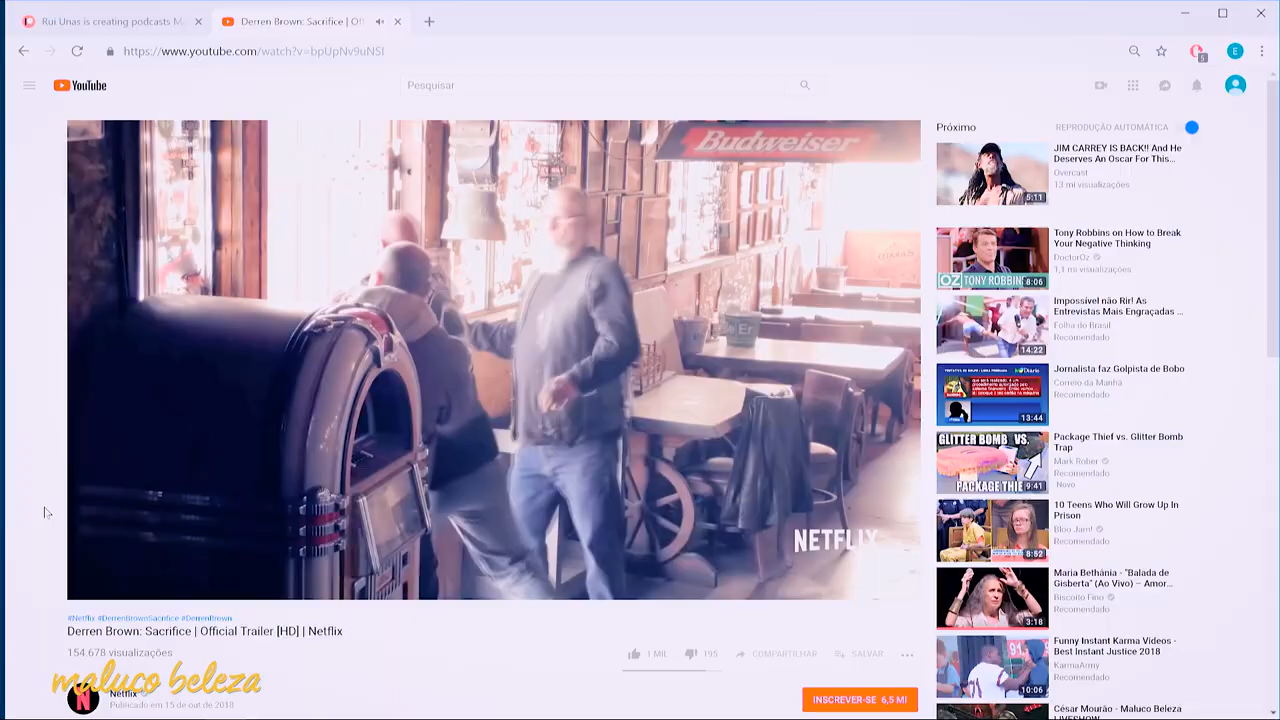 Rui Unas is creating podcasts Ma
Derren Brown: Sacrifice | Of
https://www.youtube.com/watch?v=bpUpNv9uNSI
5
E
YouTube
Pesquisar
Budweiser
NETFLIX
#Netflix #DerrenBrownSacrifice #DerrenBrown
Derren Brown: Sacrifice | Official Trailer [HD] | Netflix
154.678 visualizações
1 MIL
195
COMPARTILHAR
SALVAR
maluco beleza
N
Netflix
Publicado em 15 de out de 2018
INSCREVER-SE 6,5 MI
Próximo
REPRODUÇÃO AUTOMÁTICA
JIM CARREY IS BACK!! And He
Deserves An Oscar For This...
Overcast
13 mi visualizações
5:11
Tony Robbins on How to Break
Your Negative Thinking
DoctorOz
1,1 mi visualizações
OZ TONY ROBBINS
8:06
Impossível não Rir! As
Entrevistas Mais Engraçadas ...
Folha do Brasil
Recomendado
14:22
Jornalista faz Golpista de Bobo
Correio da Manhã
Recomendado
13:44
Package Thief vs. Glitter Bomb
Trap
Mark Rober
Recomendado
Novo
GLITTER BOMB VS.
PACKAGE THIE
9:41
10 Teens Who Will Grow Up In
Prison
Bloo Jam!
Recomendado
8:52
Maria Bethânia - "Balada de
Gisberta" (Ao Vivo) – Amor...
Biscoito Fino
Recomendado
3:18
Funny Instant Karma Videos -
Best Instant Justice 2018
KarmaArmy
Recomendado
10:06
César Mourão - Maluco Beleza
LIVESHOW